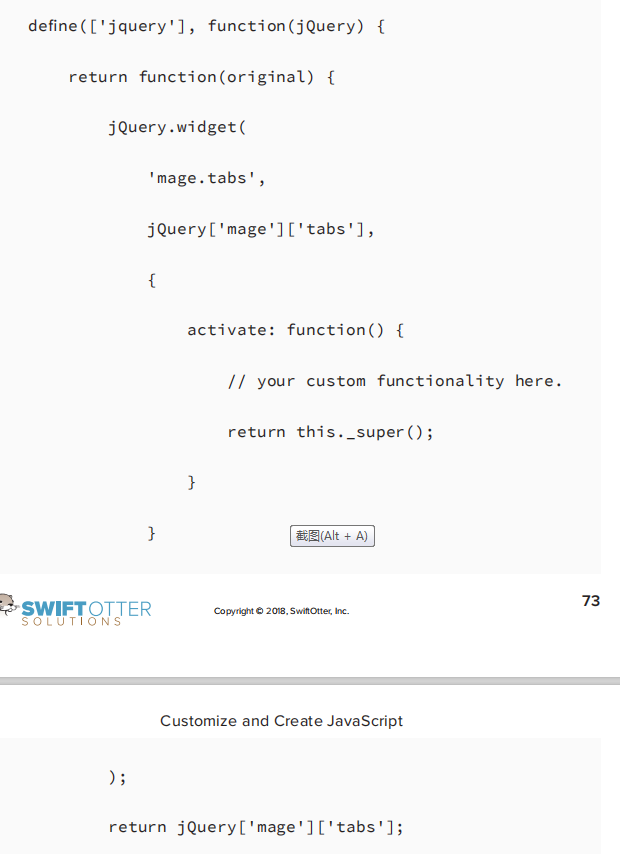 define(['jquery'], function(jQuery) {
return function(original) {
jQuery.widget(
'mage.tabs',
jQuery['mage']['tabs'],
{
activate: function() {
// your custom functionality here.
return this._super();
}
}
截图(Alt + A)
SWIFTOTTER
SOLUTIONS
Copyright © 2018, SwiftOtter, Inc.
73
Customize and Create JavaScript
);
return jQuery['mage']['tabs'];